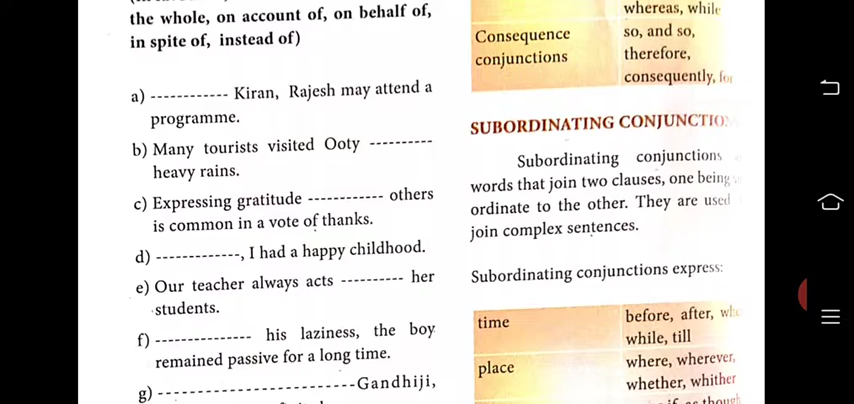 the whole, on account of, on behalf of,
in spite of, instead of)
a) ------------ Kiran, Rajesh may attend a
programme.
b) Many tourists visited Ooty ----------
heavy rains.
c) Expressing gratitude ------------ others
is common in a vote of thanks.
d) -------------, I had a happy childhood.
e) Our teacher always acts ---------- her
students.
f) --------------- his laziness, the boy
remained passive for a long time.
g) -----------------------Gandhiji,
whereas, while
Consequence
conjunctions
so, and so,
therefore,
consequently,
SUBORDINATING
Subordinating conjunctions
words that join two clauses, one being
ordinate to the other. They are used
join complex sentences.
Subordinating conjunctions express:
time
before, after,
while, till
place
where, wherever,
whether, whither